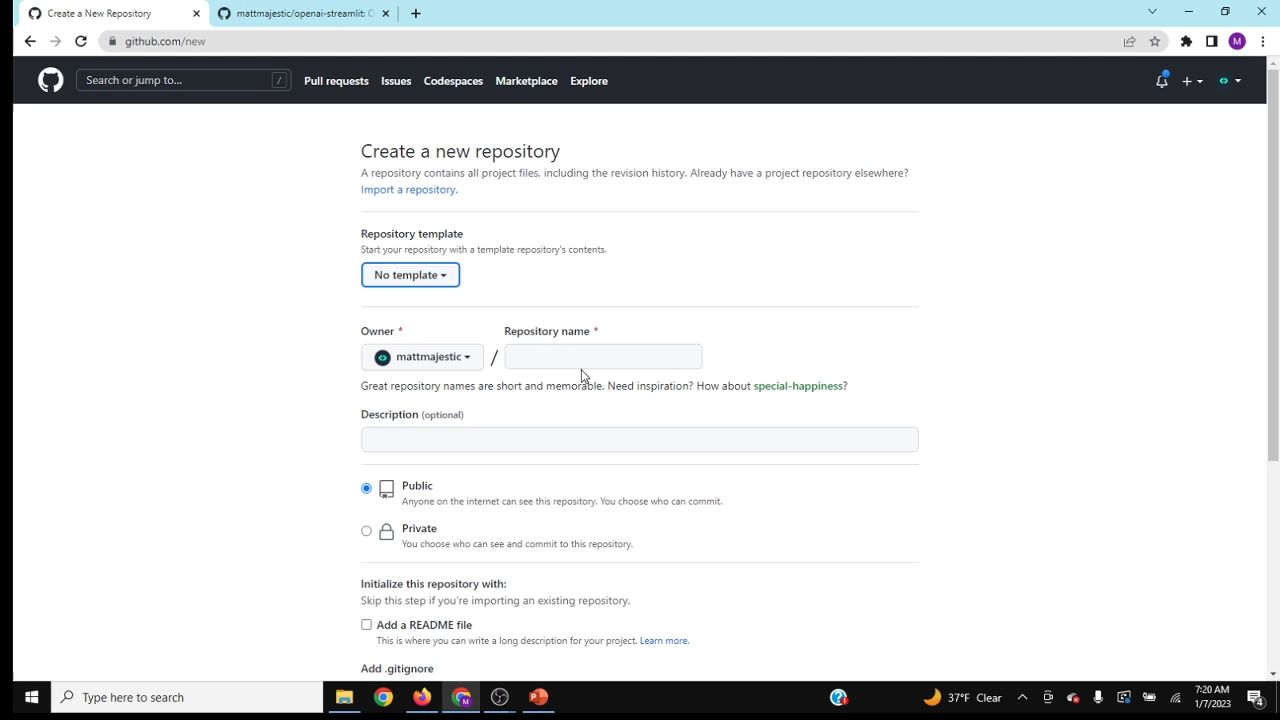 Create a New Repository
mattmajestic/openai-streamlit: O
github.com/new
M
Search or jump to...
/
Pull requests
Issues
Codespaces
Marketplace
Explore
Create a new repository
A repository contains all project files, including the revision history. Already have a project repository elsewhere?
Import a repository.
Repository template
Start your repository with a template repository's contents.
No template
Owner *
Repository name *
mattmajestic
/
Great repository names are short and memorable. Need inspiration? How about special-happiness?
Description (optional)
Public
Anyone on the internet can see this repository. You choose who can commit.
Private
You choose who can see and commit to this repository.
Initialize this repository with:
Skip this step if you're importing an existing repository.
Add a README file
This is where you can write a long description for your project. Learn more.
Add .gitignore
Type here to search
37°F Clear
7:20 AM
1/7/2023
4